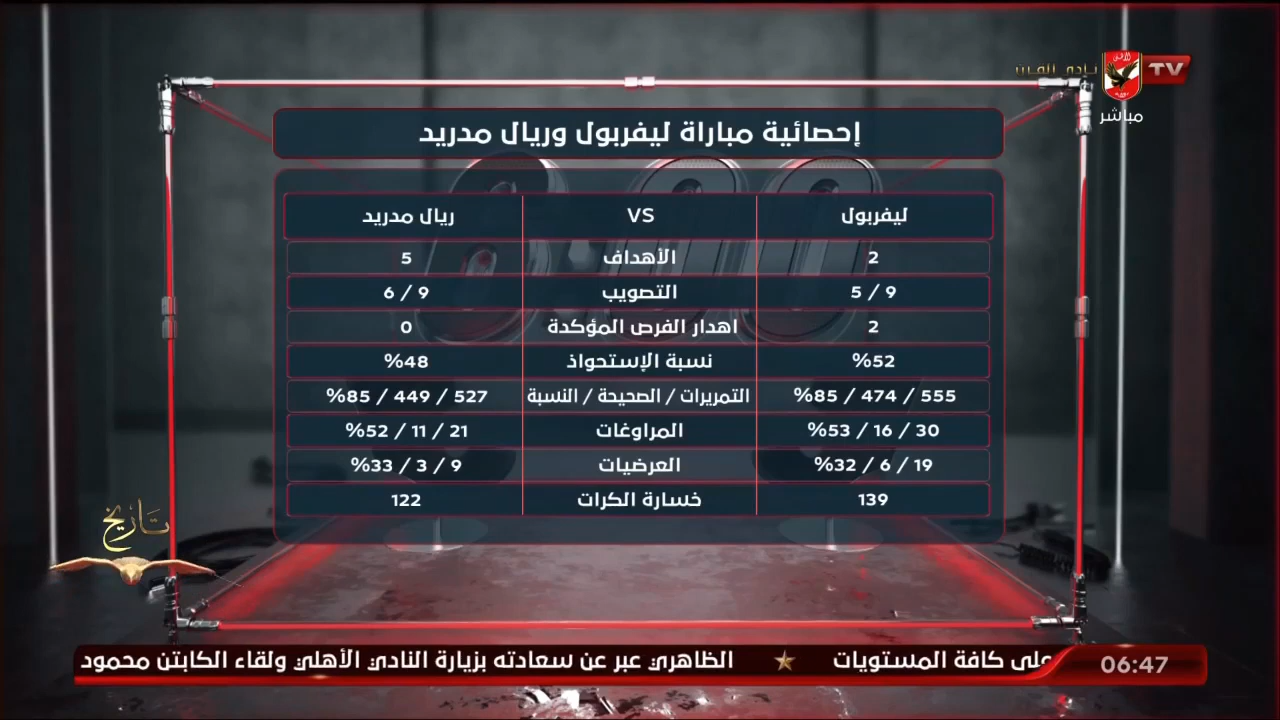 نادي القرن
TV
مباشر
إحصائية مباراة ليفربول وريال مدريد
ليفربول VS ريال مدريد
2 الأهداف 5
5 / 9 التصويب 6 / 9
2 اهدار الفرص المؤكدة 0
%52 نسبة الإستحواذ %48
%85 / 474 / 555 التمريرات / الصحيحة / النسبة %85 / 449 / 527
%53 / 16 / 30 المراوغات %52 / 11 / 21
%32 / 6 / 19 العرضيات %33 / 3 / 9
139 خسارة الكرات 122
تاريخ
06:47 على كافة المستويات ★ الظاهري عبر عن سعادته بزيارة النادي الأهلي ولقاء الكابتن محمود